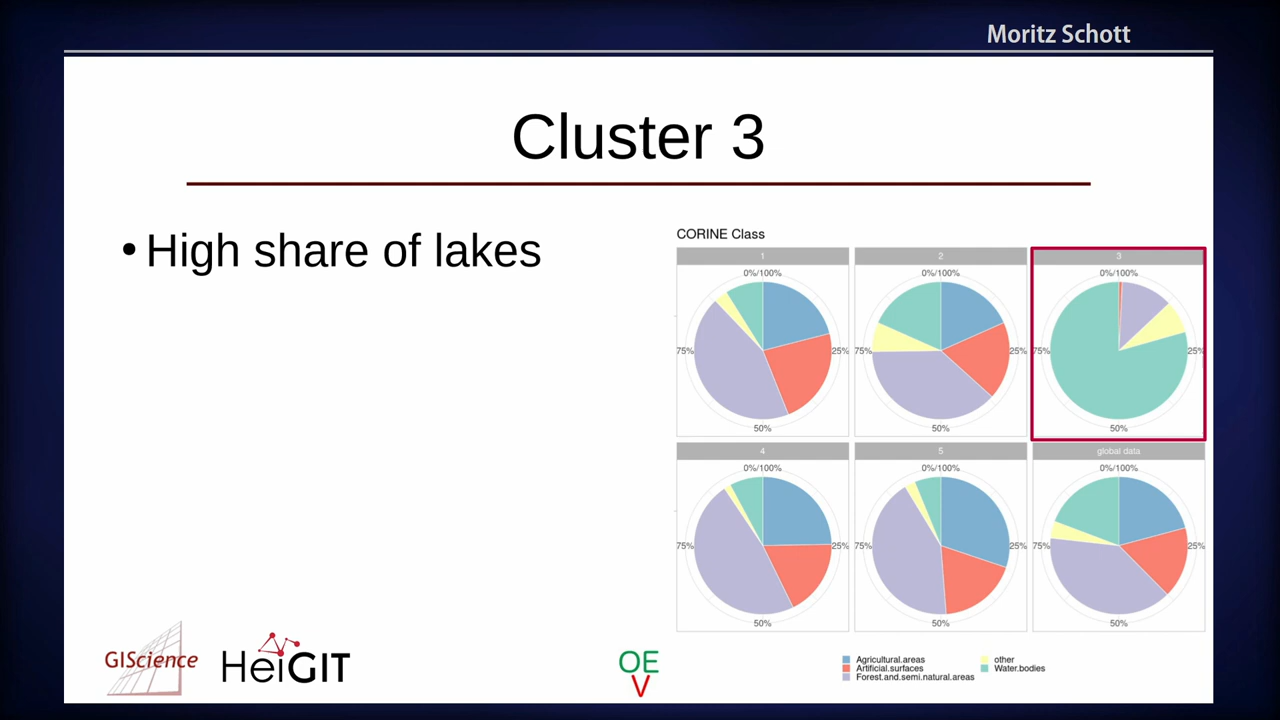 Moritz Schott
Cluster 3
• High share of lakes
CORINE Class
1
2
3
0%/100%
0%/100%
0%/100%
75%
25%
75%
25%
75%
25%
50%
50%
50%
4
5
global data
0%/100%
0%/100%
0%/100%
75%
25%
75%
25%
75%
25%
50%
50%
50%
GIScience
HeiGIT
OE
V
Agricultural.areas
Artificial.surfaces
Forest.and.semi.natural.areas
other
Water.bodies